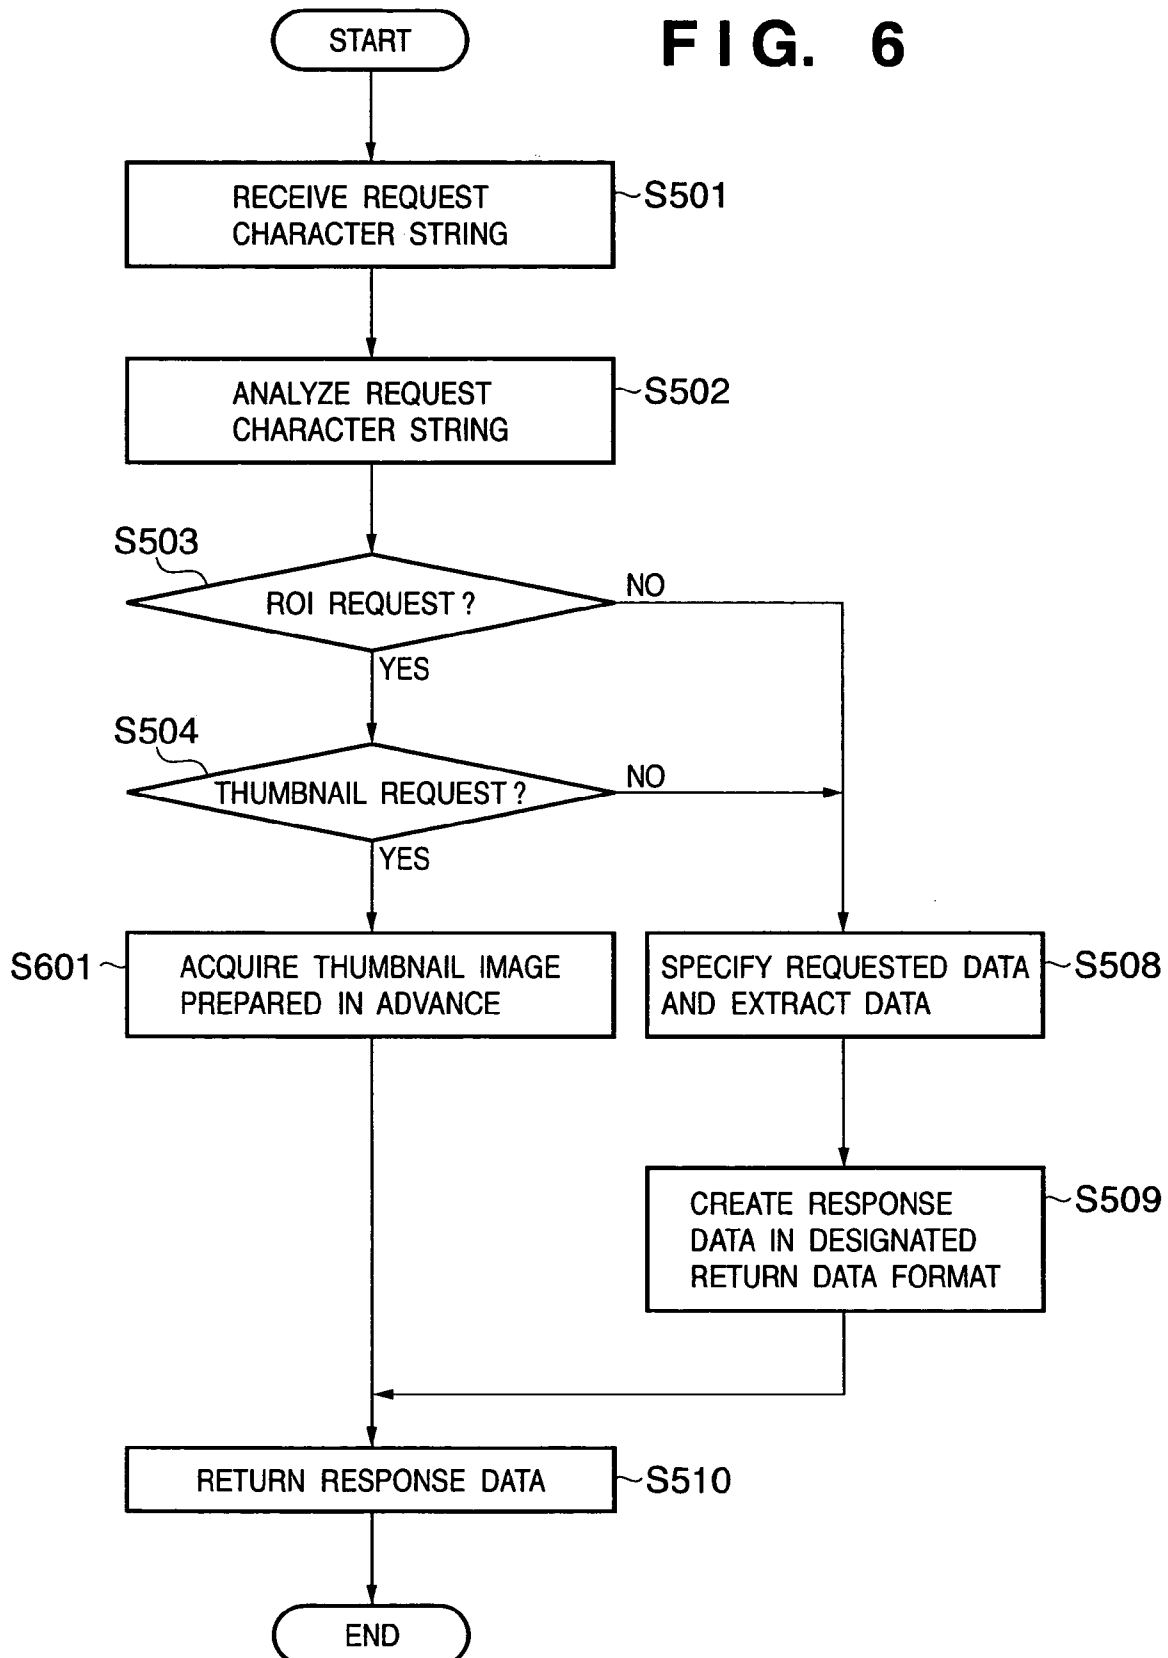 FIG. 6
START
RECEIVE REQUEST
CHARACTER STRING
S501
ANALYZE REQUEST
CHARACTER STRING
S502
S503
ROI REQUEST?
NO
YES
S504
THUMBNAIL REQUEST?
NO
YES
S601
ACQUIRE THUMBNAIL IMAGE
PREPARED IN ADVANCE
SPECIFY REQUESTED DATA
AND EXTRACT DATA
S508
CREATE RESPONSE
DATA IN DESIGNATED
RETURN DATA FORMAT
S509
RETURN RESPONSE DATA
S510
END